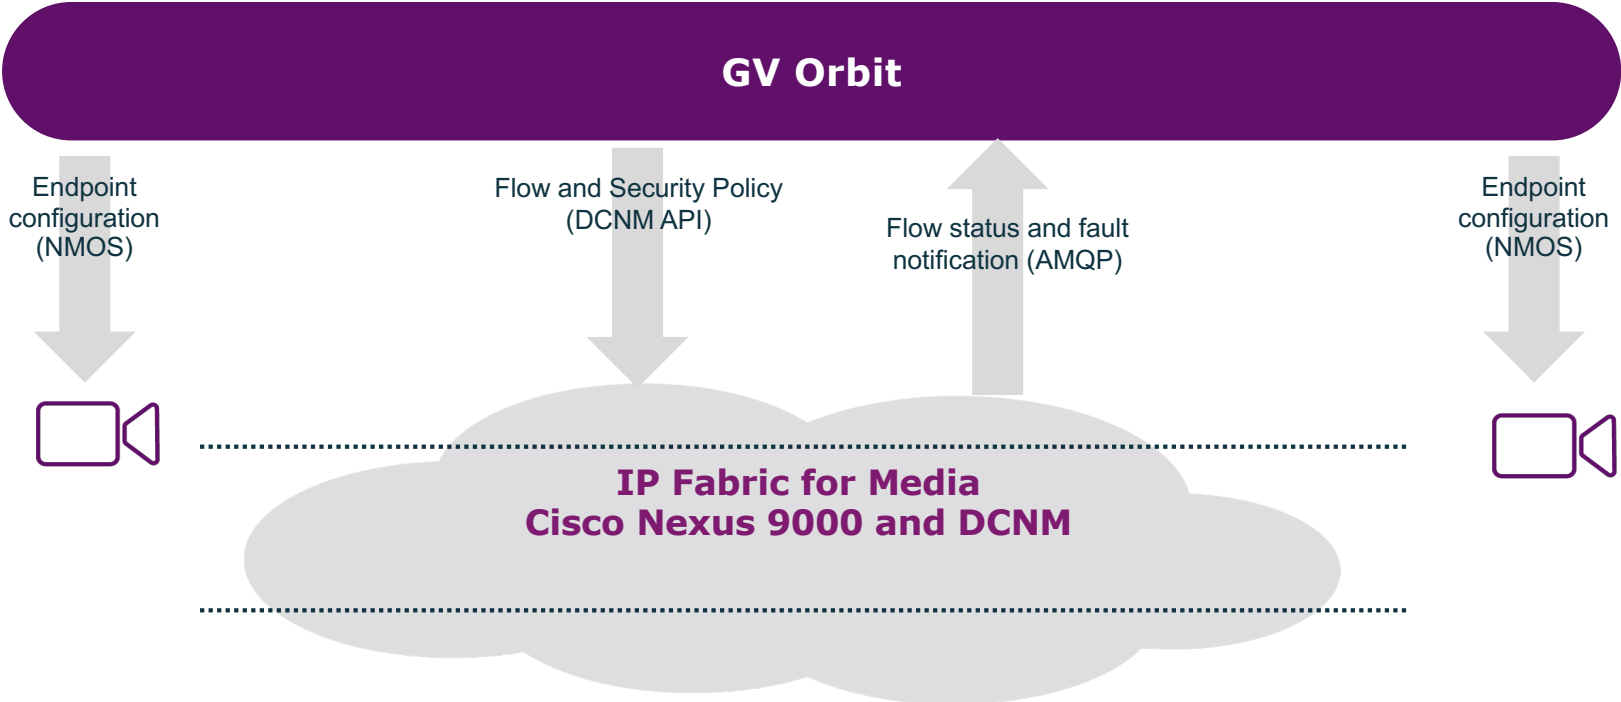 GV Orbit
Endpoint
configuration
(NMOS)
Flow and Security Policy
(DCNM API)
Flow status and fault
notification (AMQP)
Endpoint
configuration
(NMOS)
IP Fabric for Media
Cisco Nexus 9000 and DCNM